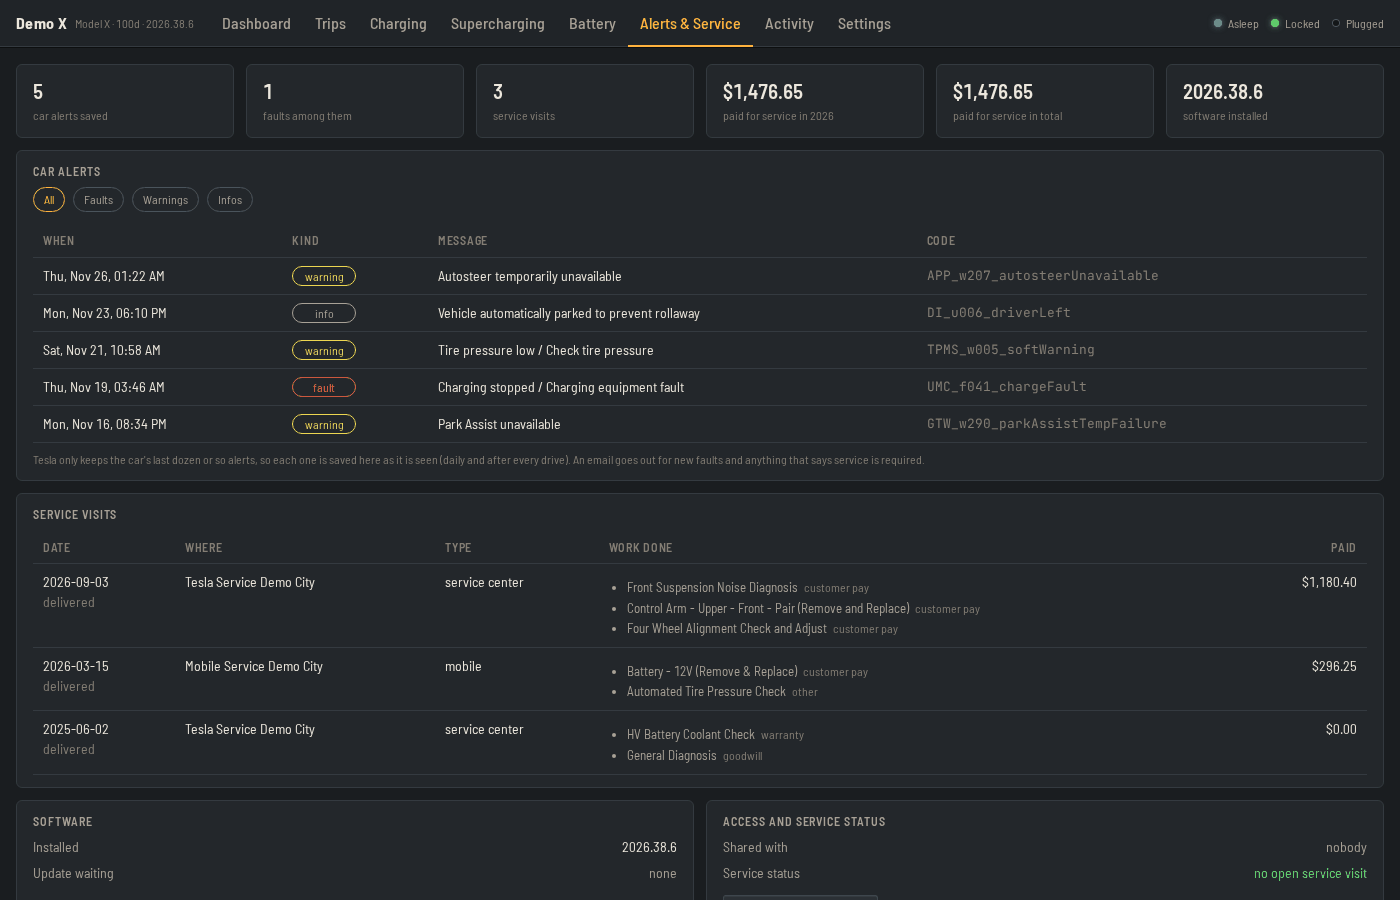 Demo X Model X · 100d · 2026.38.6 Dashboard Trips Charging Supercharging Battery Alerts & Service Activity Settings Asleep Locked Plugged
5 1 3 $1,476.65 $1,476.65 2026.38.6
car alerts saved faults among them service visits paid for service in 2026 paid for service in total software installed
CAR ALERTS
All Faults Warnings Infos
WHEN KIND MESSAGE CODE
Thu, Nov 26, 01:22 AM warning Autosteer temporarily unavailable APP_w207_autosteerUnavailable
Mon, Nov 23, 06:10 PM info Vehicle automatically parked to prevent rollaway DI_u006_driverLeft
Sat, Nov 21, 10:58 AM warning Tire pressure low / Check tire pressure TPMS_w005_softWarning
Thu, Nov 19, 03:46 AM fault Charging stopped / Charging equipment fault UMC_f041_chargeFault
Mon, Nov 16, 08:34 PM warning Park Assist unavailable GTW_w290_parkAssistTempFailure
Tesla only keeps the car's last dozen or so alerts, so each one is saved here as it is seen (daily and after every drive). An email goes out for new faults and anything that says service is required.
SERVICE VISITS
DATE WHERE TYPE WORK DONE PAID
2026-09-03 Tesla Service Demo City service center • Front Suspension Noise Diagnosis customer pay $1,180.40
delivered • Control Arm - Upper - Front - Pair (Remove and Replace) customer pay
• Four Wheel Alignment Check and Adjust customer pay
2026-03-15 Mobile Service Demo City mobile • Battery - 12V (Remove & Replace) customer pay $296.25
delivered • Automated Tire Pressure Check other
2025-06-02 Tesla Service Demo City service center • HV Battery Coolant Check warranty $0.00
delivered • General Diagnosis goodwill
SOFTWARE ACCESS AND SERVICE STATUS
Installed 2026.38.6 Shared with nobody
Update waiting none Service status no open service visit